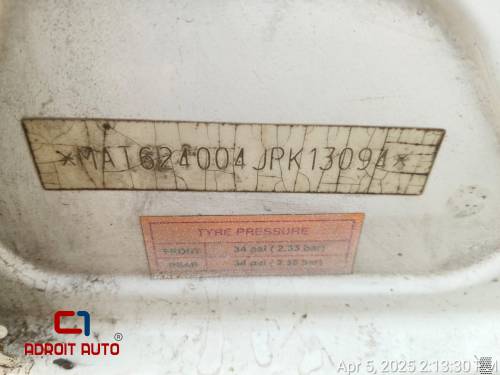 *MAT624004JPK13094*
TYRE PRESSURE
FRONT 34 psi ( 2.35 bar)
REAR 34 psi ( 2.35 bar)
ADROIT AUTO
Apr 5, 2025 2:13:30 PM